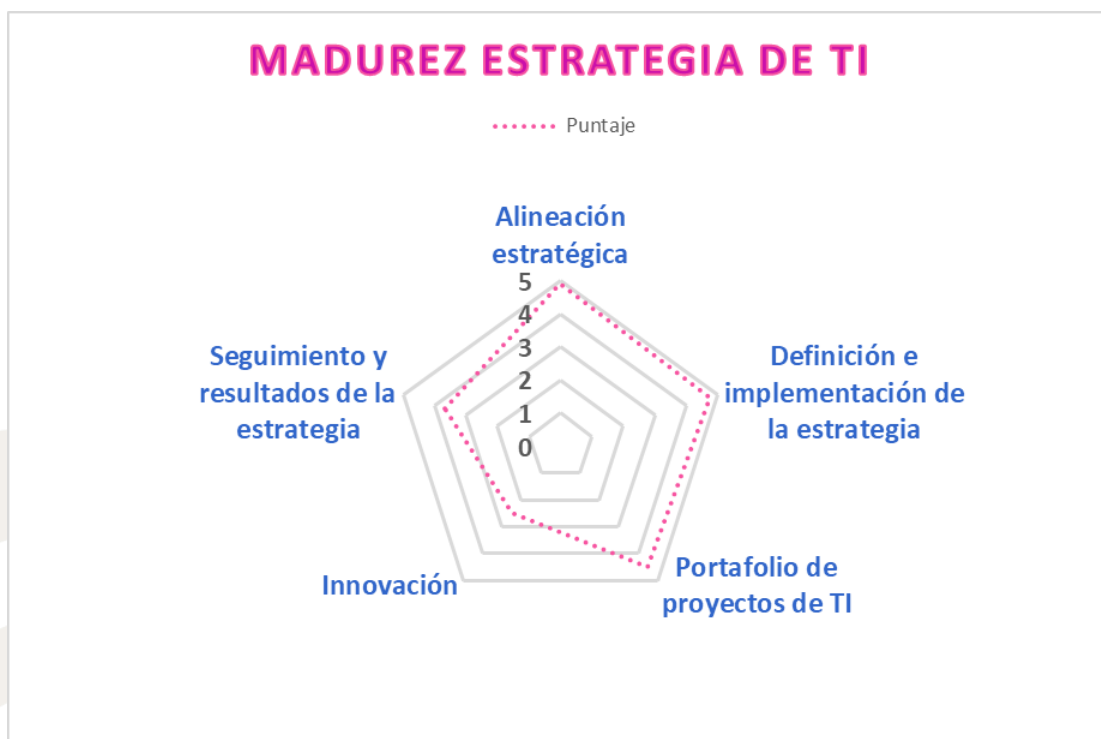 MADUREZ ESTRATEGIA DE TI
Puntaje
Alineación
estratégica
5
4
3
2
1
0
Definición e
implementación de
la estrategia
Portafolio de
proyectos de TI
Innovación
Seguimiento y
resultados de la
estrategia